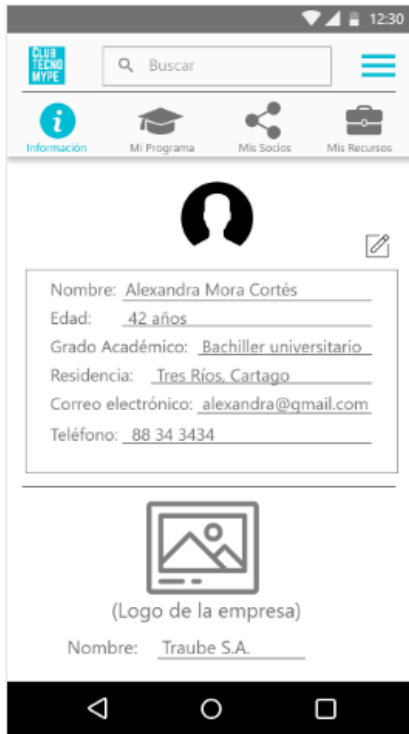 12:30
CLUB
TECNO
MYPE
Buscar
Información Mi Programa Mis Socios Mis Recursos
Nombre: Alexandra Mora Cortés
Edad: 42 años
Grado Académico: Bachiller universitario
Residencia: Tres Ríos, Cartago
Correo electrónico: alexandra@gmail.com
Teléfono: 88 34 3434
(Logo de la empresa)
Nombre: Traube S.A.